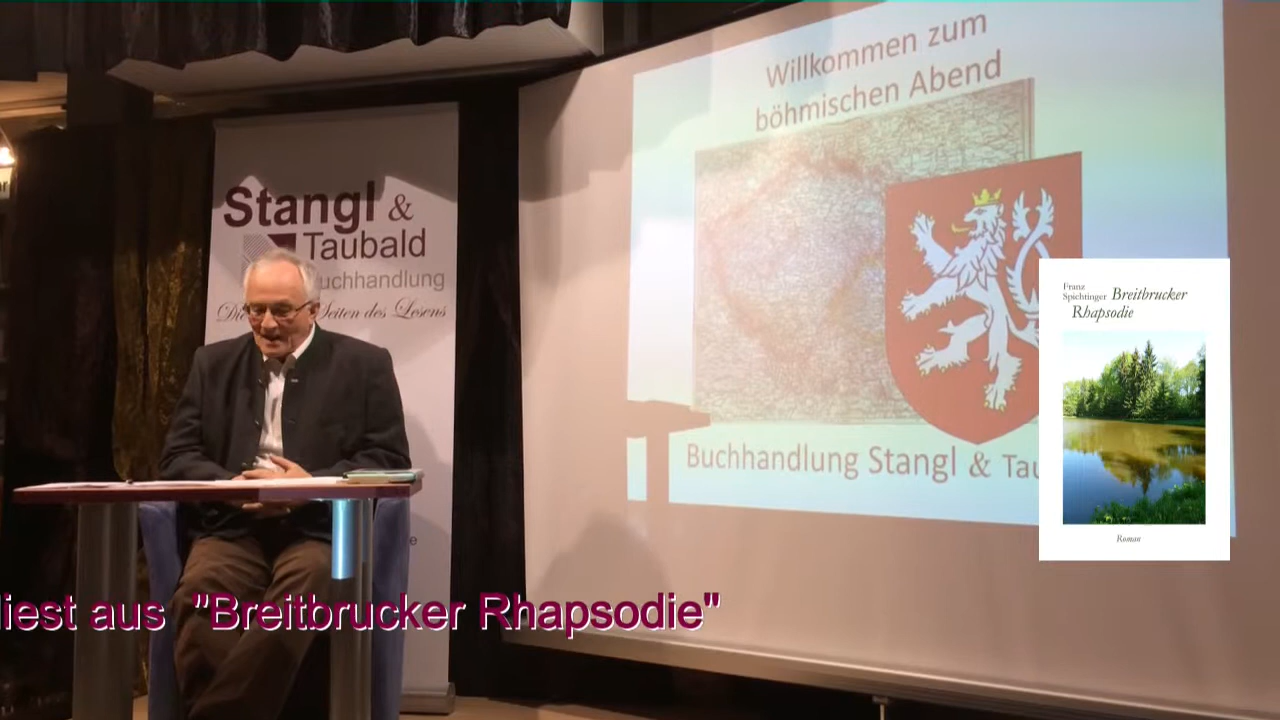 Willkommen zum
böhmischen Abend
Stangl &
Taubald
uchhandlung
Seiten des Lesens
Franz
Spichtinger Breitbrucker
Rhapsodie
Buchhandlung Stangl & Tau
Roman
liest aus "Breitbrucker Rhapsodie"